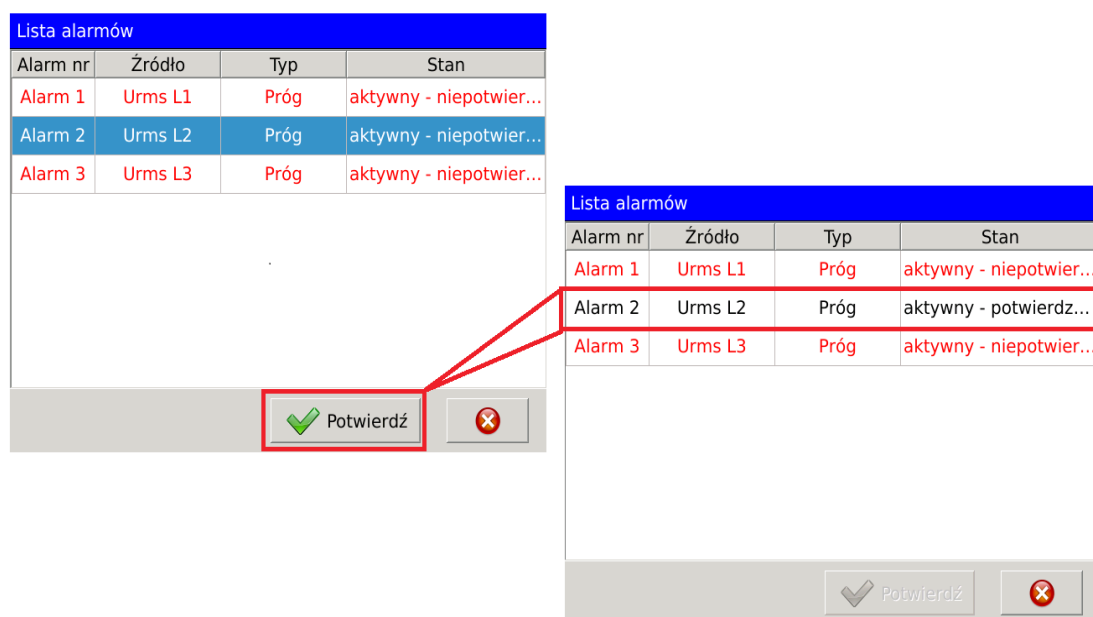 Lista alarmów
Alarm nr Źródło Typ Stan
Alarm 1 Urms L1 Próg aktywny - niepotwier...
Alarm 2 Urms L2 Próg aktywny - niepotwier...
Alarm 3 Urms L3 Próg aktywny - niepotwier...
Potwierdź
Lista alarmów
Alarm nr Źródło Typ Stan
Alarm 1 Urms L1 Próg aktywny - niepotwier...
Alarm 2 Urms L2 Próg aktywny - potwierdz...
Alarm 3 Urms L3 Próg aktywny - niepotwier...
Potwierdź